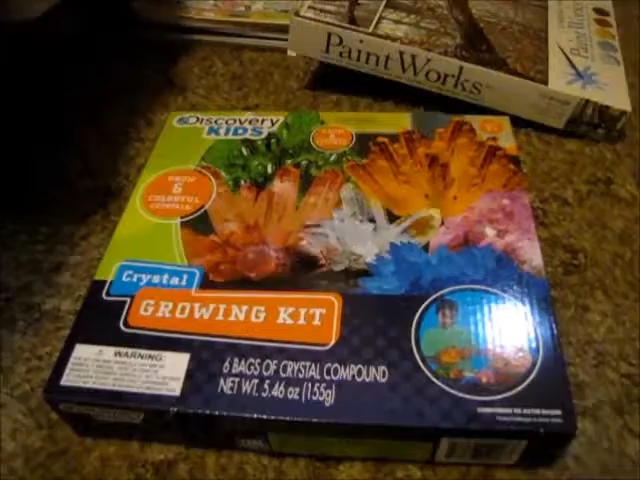 PaintWorks
Discovery
KIDS
GROW
6
COLORFUL
CRYSTALS
Crystal
GROWING KIT
WARNING:
6 BAGS OF CRYSTAL COMPOUND
NET WT. 5.46 oz (155g)